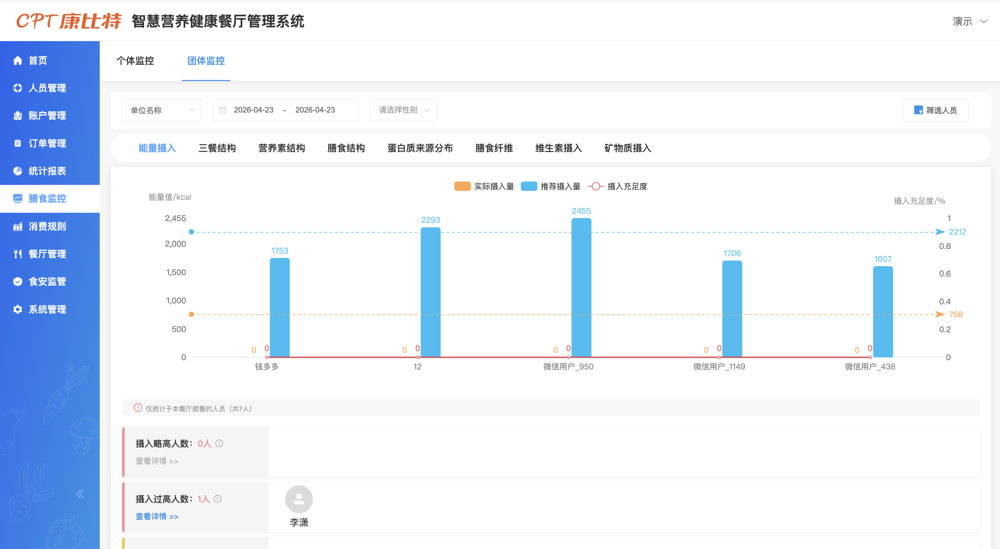 CPT康比特 智慧营养健康餐厅管理系统
演示
首页
人员管理
账户管理
订单管理
统计报表
膳食监控
消费规则
餐厅管理
食安监管
系统管理
个体监控 团体监控
单位名称 2026-04-23 - 2026-04-23 请选择性别 筛选人员
能量摄入 三餐结构 营养素结构 膳食结构 蛋白质来源分布 膳食纤维 维生素摄入 矿物质摄入
实际摄入量 推荐摄入量 摄入充足度
能量值/kcal
摄入充足度/%
2,455
2,000
1,500
1,000
500
0
1753
2293
2455
1706
1607
0 0
0 0
0 0
0 0
0 0
1
2212
0.8
0.6
0.4
758
0.2
0
钱多多 12 微信用户_950 微信用户_1149 微信用户_438
仅统计于本餐厅就餐的人员（共7人）
摄入略高人数：0人
查看详情 >>
摄入过高人数：1人
查看详情 >>
李潇